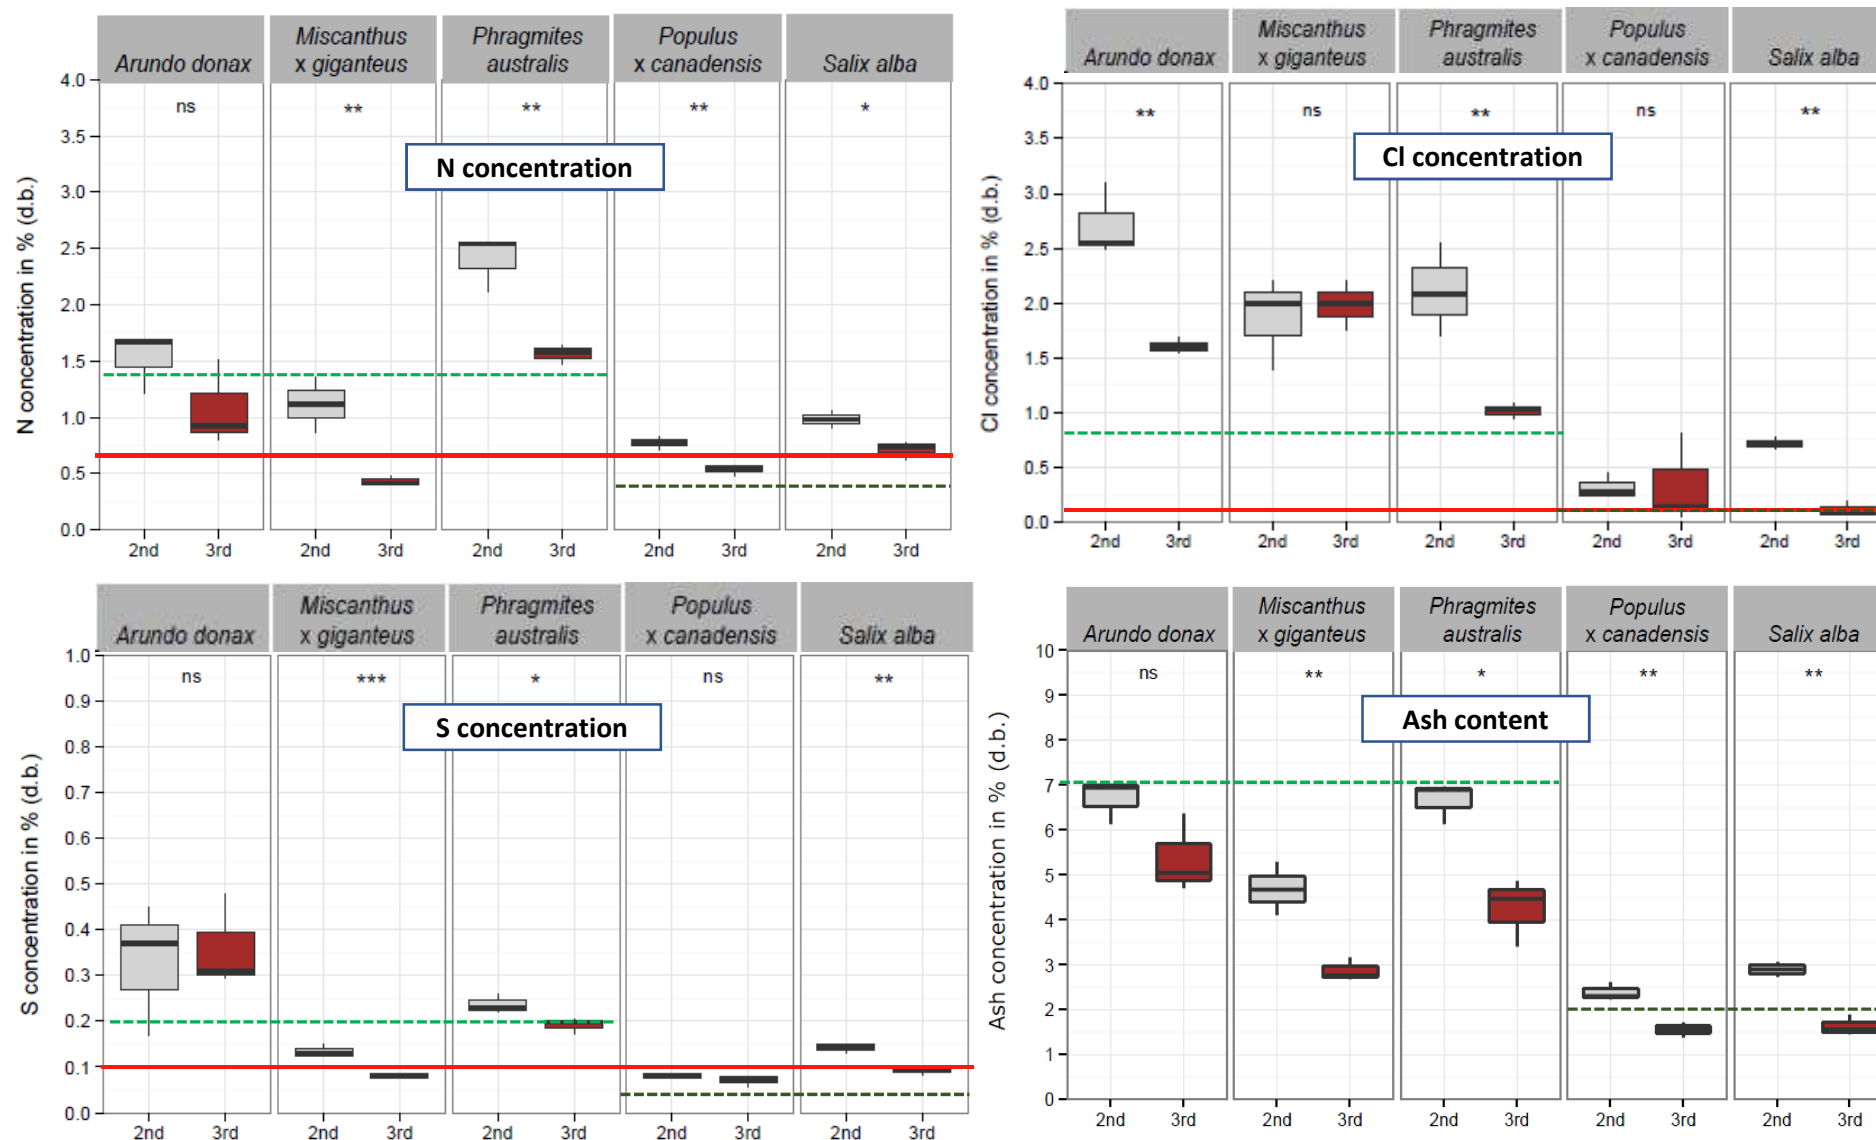 Arundo donax
Miscanthus
x giganteus
Phragmites
australis
Populus
x canadensis
Salix alba
4.0
3.5
3.0
2.5
2.0
1.5
1.0
0.5
0.0
N concentration in % (d.b.)
ns
**
**
**
*
N concentration
2nd 3rd
2nd 3rd
2nd 3rd
2nd 3rd
2nd 3rd
Arundo donax
Miscanthus
x giganteus
Phragmites
australis
Populus
x canadensis
Salix alba
4.0
3.5
3.0
2.5
2.0
1.5
1.0
0.5
0.0
Cl concentration in % (d.b.)
**
ns
**
ns
**
Cl concentration
2nd 3rd
2nd 3rd
2nd 3rd
2nd 3rd
2nd 3rd
Arundo donax
Miscanthus
x giganteus
Phragmites
australis
Populus
x canadensis
Salix alba
1.0
0.9
0.8
0.7
0.6
0.5
0.4
0.3
0.2
0.1
0.0
S concentration in % (d.b.)
ns
***
*
ns
**
S concentration
2nd 3rd
2nd 3rd
2nd 3rd
2nd 3rd
2nd 3rd
Arundo donax
Miscanthus
x giganteus
Phragmites
australis
Populus
x canadensis
Salix alba
10
9
8
7
6
5
4
3
2
1
0
Ash concentration in % (d.b.)
ns
**
*
**
**
Ash content
2nd 3rd
2nd 3rd
2nd 3rd
2nd 3rd
2nd 3rd